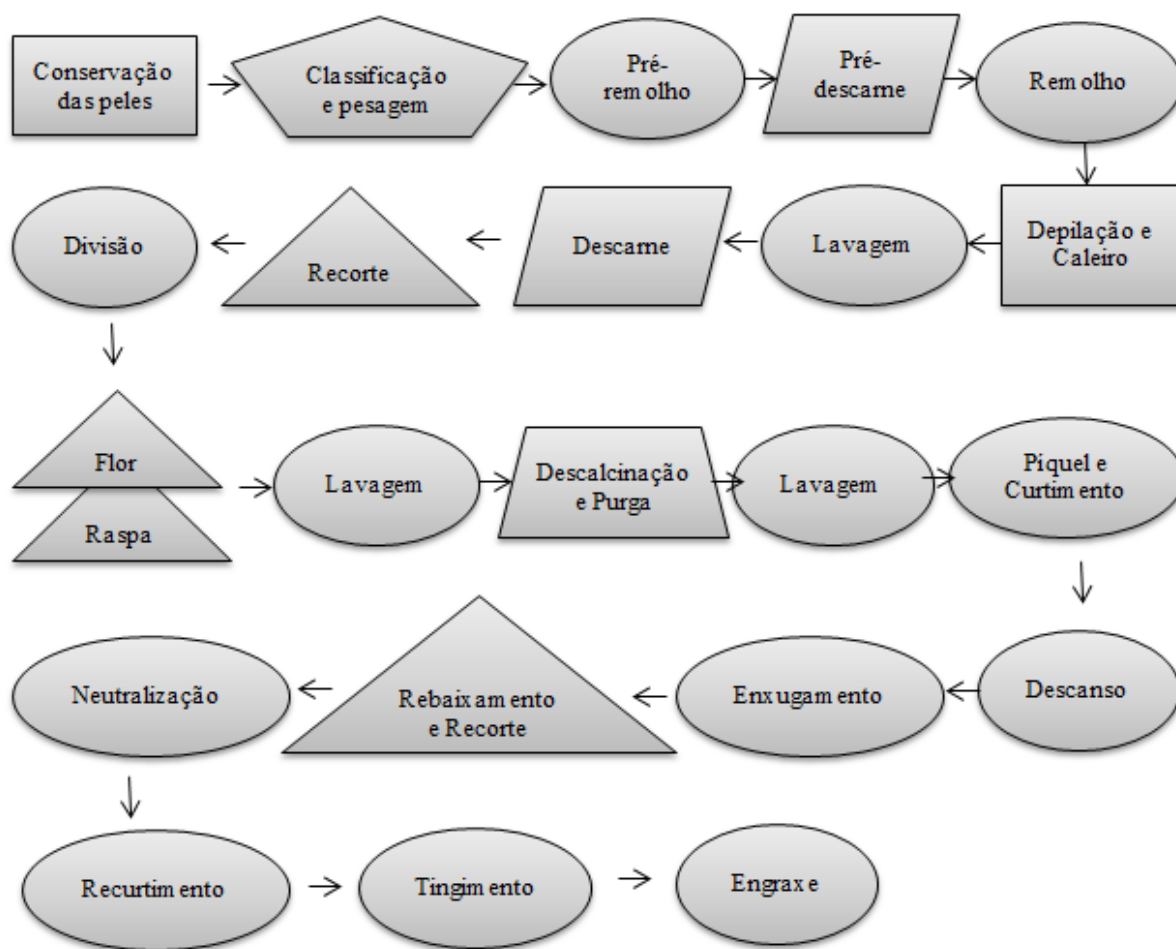 Conservação
das peles
Classificação
e pesagem
Pré-
remolho
Pré-
descarne
Remolho
Depilação e
Caleiro
Lavagem
Descarne
Recorte
Divisão
Flor
Raspa
Lavagem
Descalcinação
e Purga
Lavagem
Píquel e
Curtimento
Descanso
Enxugamento
Rebaixamento
e Recorte
Neutralização
Recurtimento
Tingimento
Engraxe